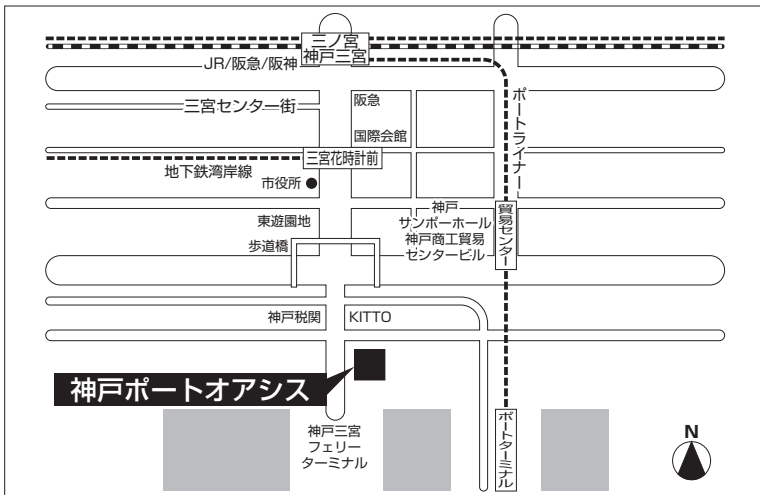 三ノ宮
神戸三宮
JR/阪急/阪神
三宮センター街
阪急
国際会館
ポートライナー
三宮花時計前
地下鉄湾岸線
市役所
神戸
サンボーホール
神戸商工貿易
センタービル
貿易センター
東遊園地
歩道橋
神戸税関
KITTO
神戸ポートオアシス
神戸三宮
フェリー
ターミナル
ポートターミナル
N